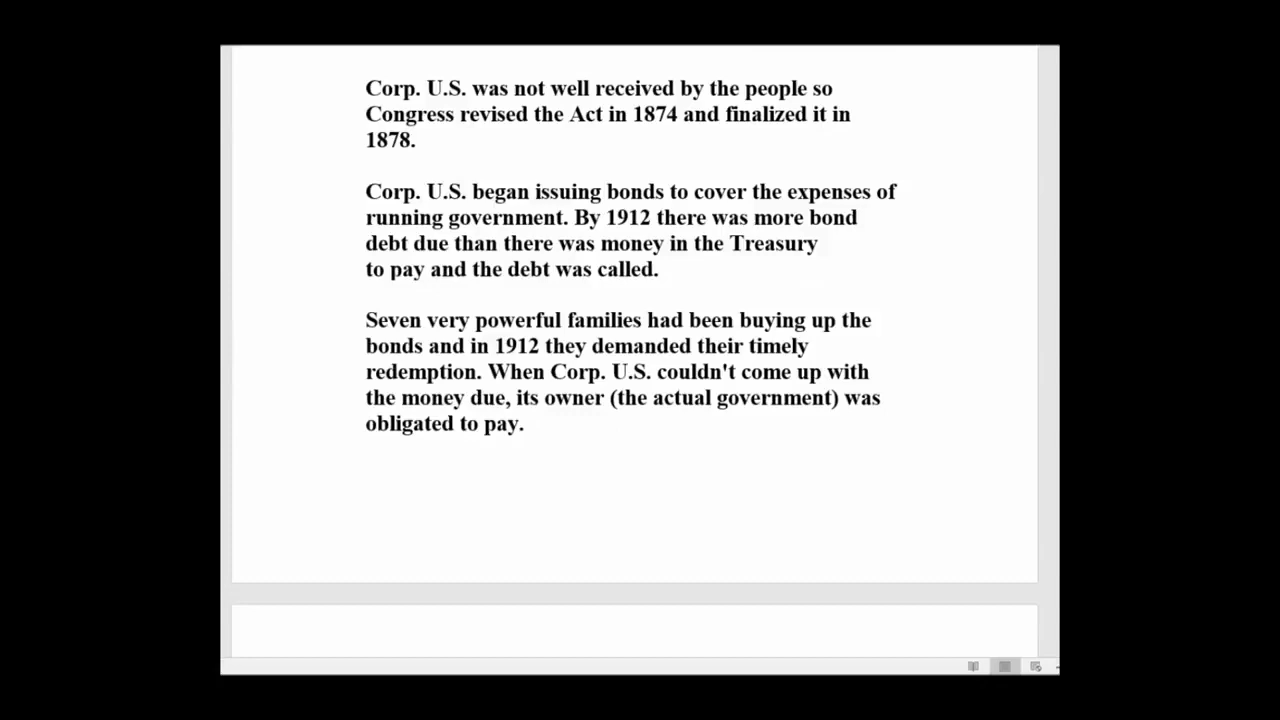 Corp. U.S. was not well received by the people so
Congress revised the Act in 1874 and finalized it in
1878.
Corp. U.S. began issuing bonds to cover the expenses of
running government. By 1912 there was more bond
debt due than there was money in the Treasury
to pay and the debt was called.
Seven very powerful families had been buying up the
bonds and in 1912 they demanded their timely
redemption. When Corp. U.S. couldn't come up with
the money due, its owner (the actual government) was
obligated to pay.